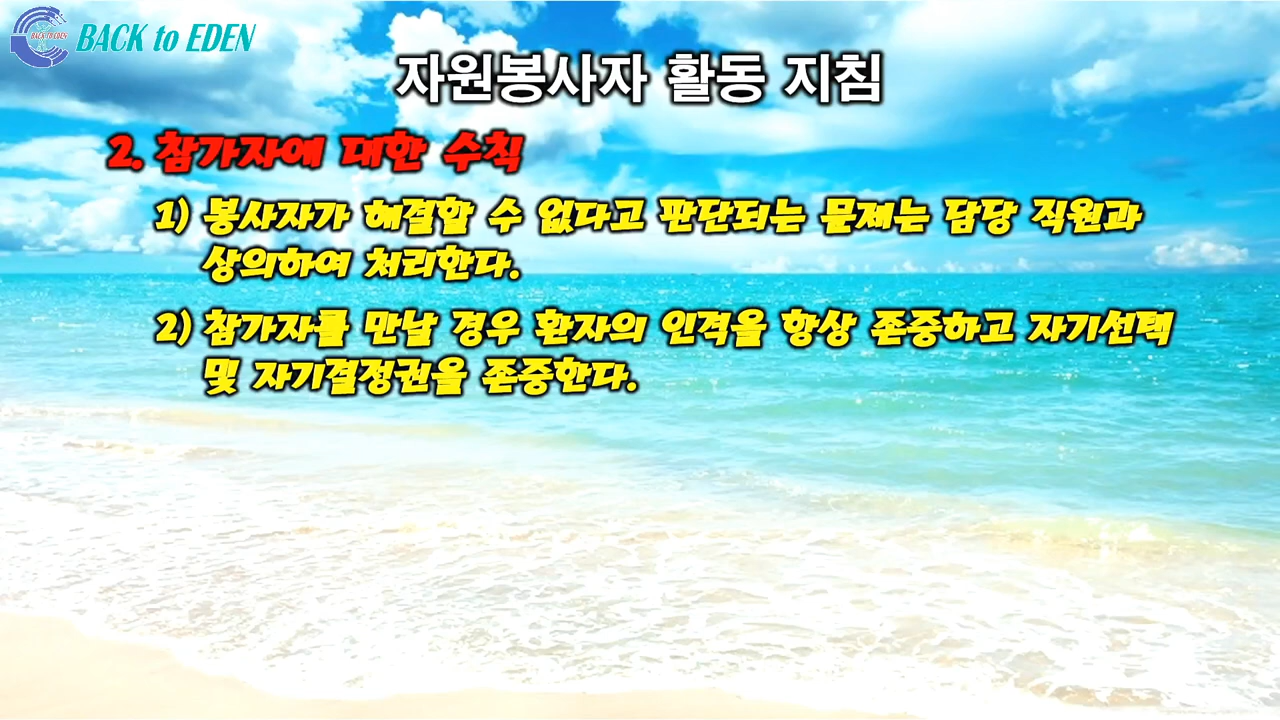 BACK to EDEN
BACK TO EDEN
자원봉사자 활동 지침
2. 참가자에 대한 수칙
1) 봉사자가 해결할 수 없다고 판단되는 문제는 담당 직원과
상의하여 처리한다.
2) 참가자를 만날 경우 환자의 인격을 항상 존중하고 자기선택
및 자기결정권을 존중한다.